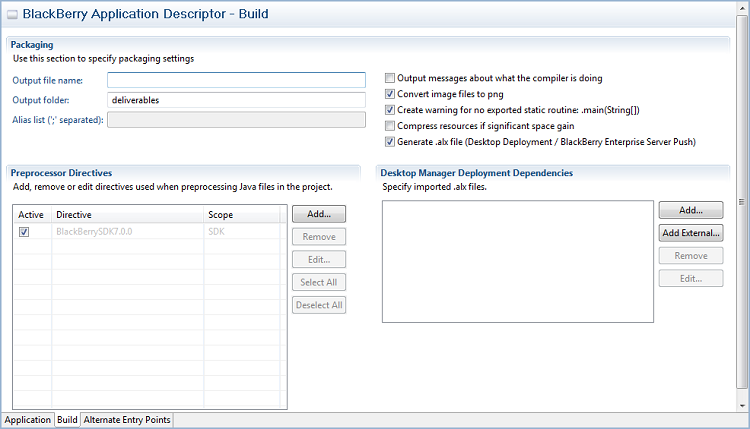 BlackBerry Application Descriptor - Build
Packaging
Use this section to specify packaging settings
Output file name:
Output folder: deliverables
Alias list (';' separated):
Output messages about what the compiler is doing
Convert image files to png
Create warning for no exported static routine: .main(String[])
Compress resources if significant space gain
Generate .alx file (Desktop Deployment / BlackBerry Enterprise Server Push)
Preprocessor Directives
Add, remove or edit directives used when preprocessing Java files in the project.
Active Directive Scope
BlackBerrySDK7.0.0 SDK
Add...
Remove
Edit...
Select All
Deselect All
Desktop Manager Deployment Dependencies
Specify imported .alx files.
Add...
Add External...
Remove
Edit...
Application Build Alternate Entry Points